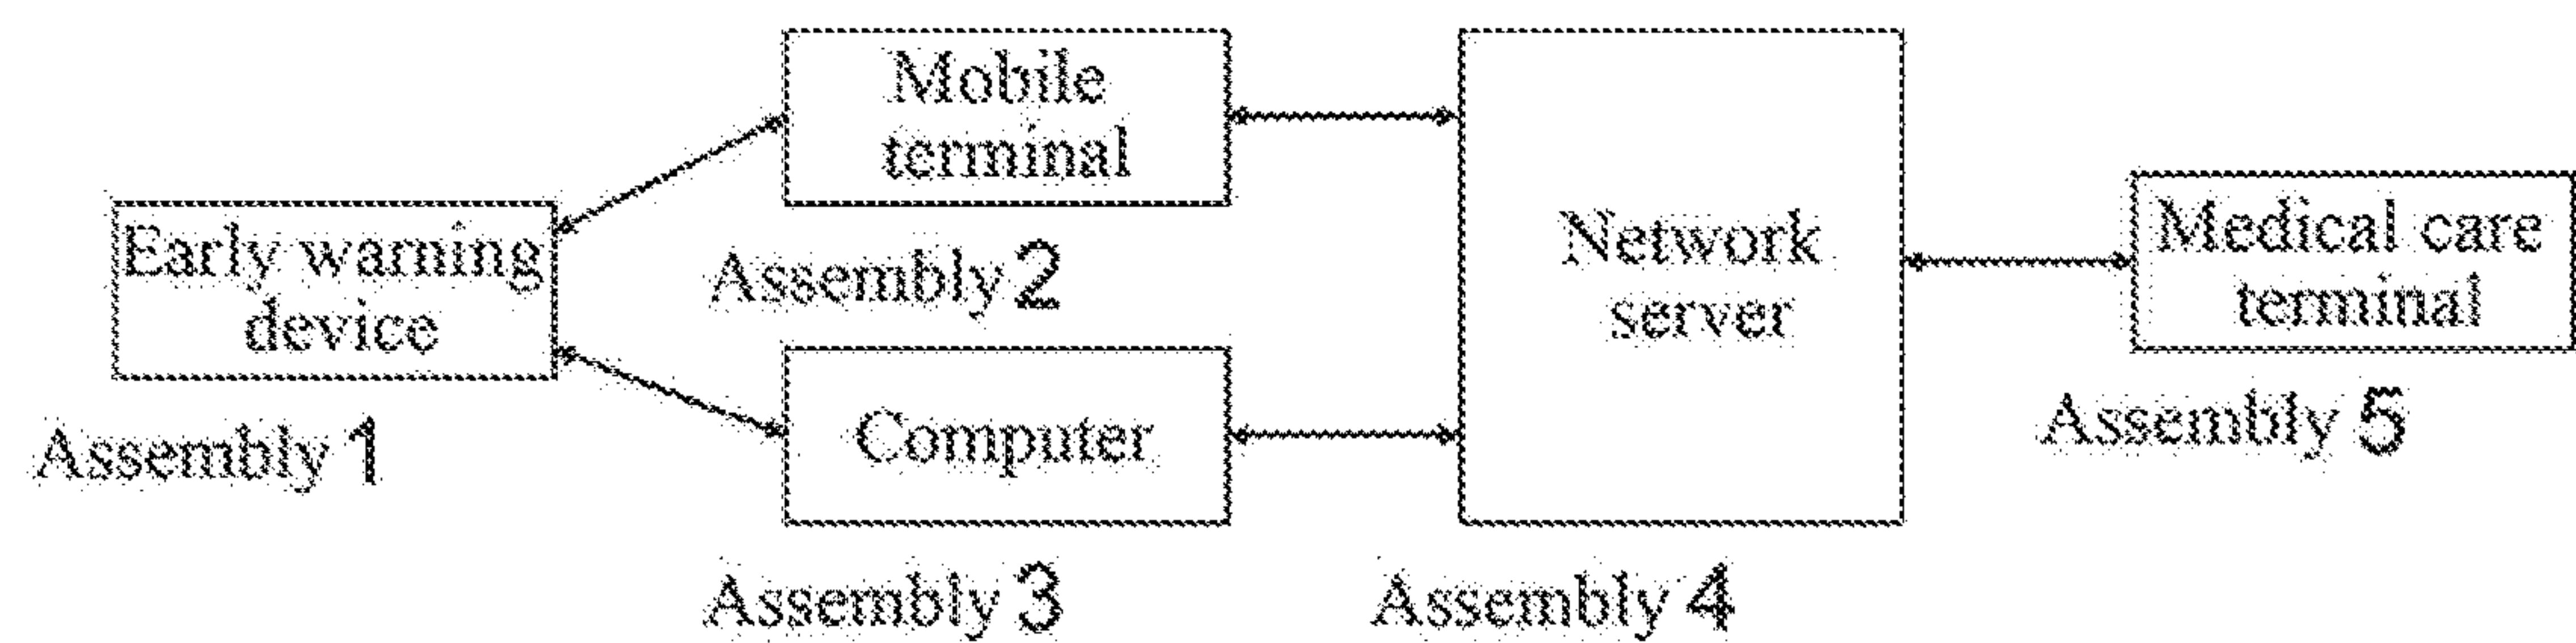 Early warning
device
Assembly 1
Mobile
terminal
Assembly 2
Computer
Assembly 3
Network
server
Assembly 4
Medical care
terminal
Assembly 5